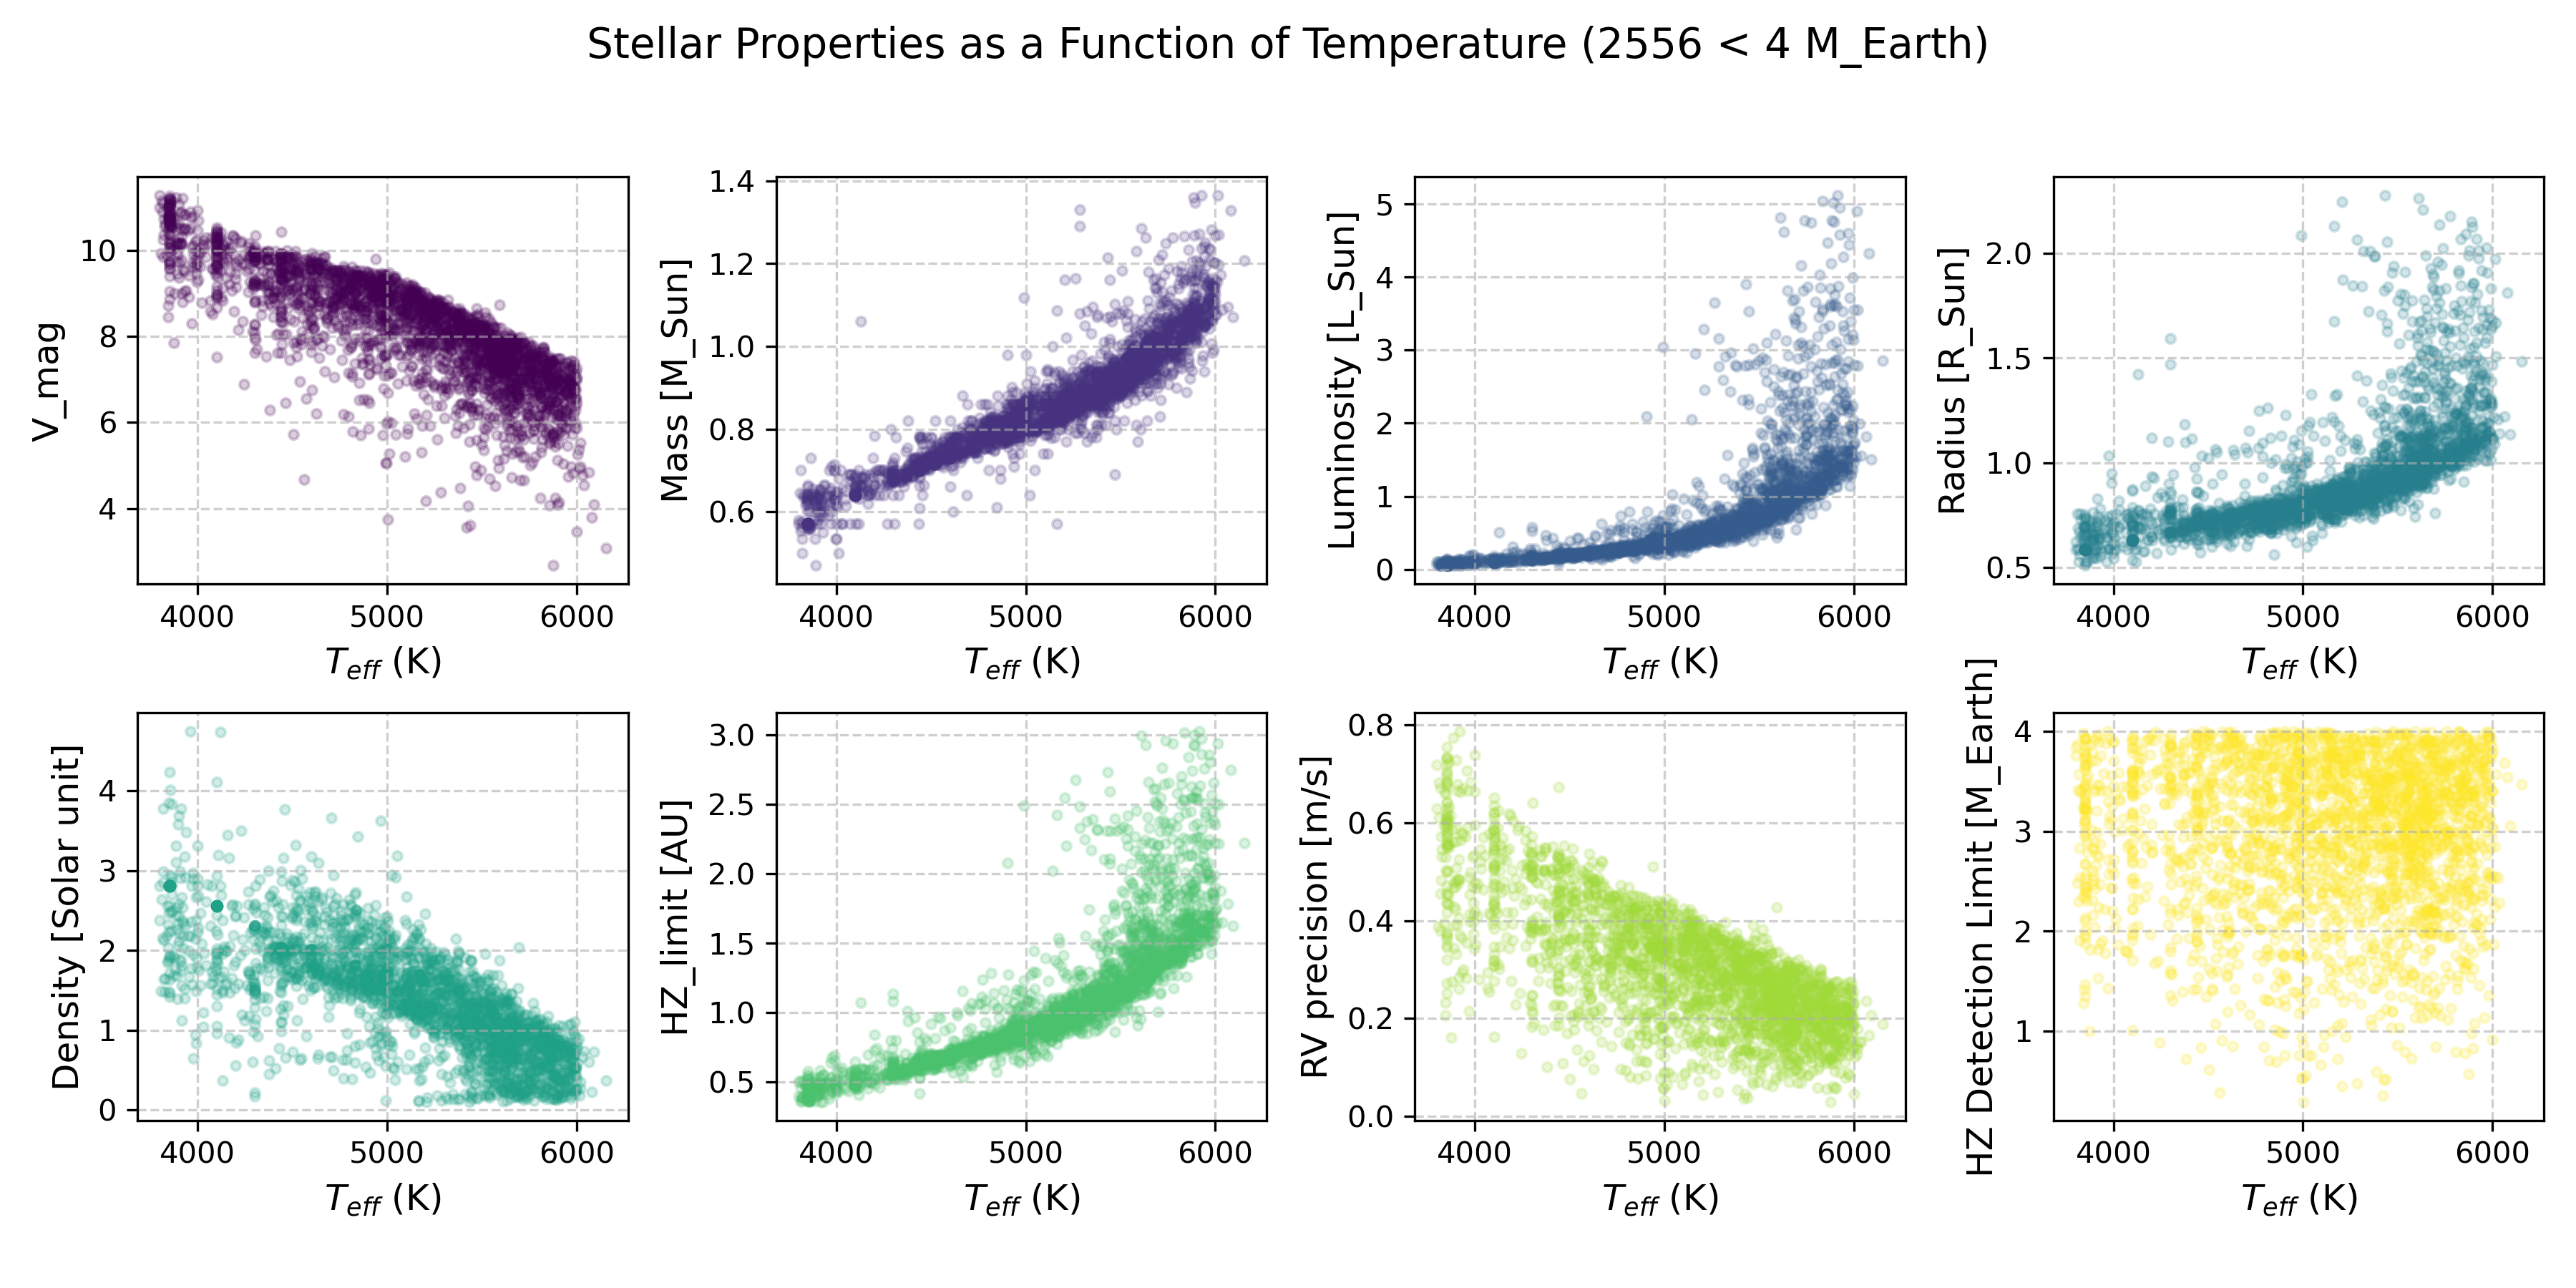 Stellar Properties as a Function of Temperature (2556 < 4 M_Earth)
V_mag
10
8
6
4
4000 5000 6000
T_eff (K)
Mass [M_Sun]
1.4
1.2
1.0
0.8
0.6
4000 5000 6000
T_eff (K)
Luminosity [L_Sun]
5
4
3
2
1
0
4000 5000 6000
T_eff (K)
Radius [R_Sun]
2.0
1.5
1.0
0.5
4000 5000 6000
T_eff (K)
Density [Solar unit]
4
3
2
1
0
4000 5000 6000
T_eff (K)
HZ_limit [AU]
3.0
2.5
2.0
1.5
1.0
0.5
4000 5000 6000
T_eff (K)
RV precision [m/s]
0.8
0.6
0.4
0.2
0.0
4000 5000 6000
T_eff (K)
HZ Detection Limit [M_Earth]
4
3
2
1
4000 5000 6000
T_eff (K)